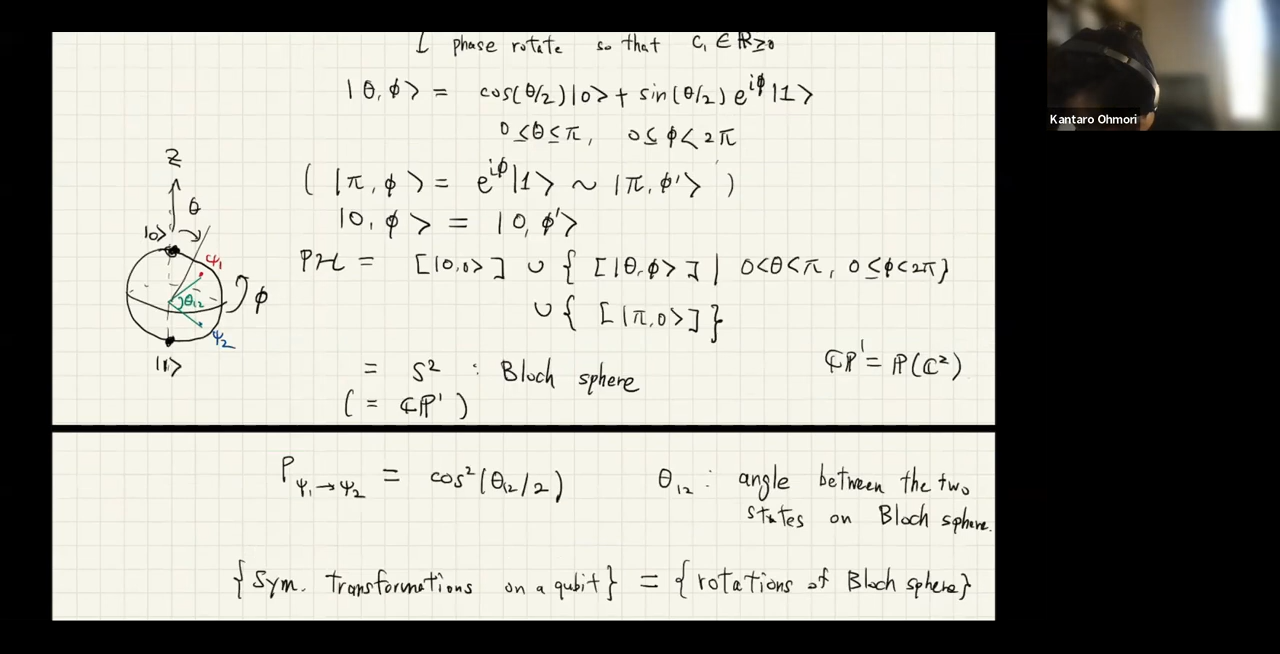 phase rotate so that c₁ ∈ ℝ≥0
|θ, φ> = cos(θ/2)|0> + sin(θ/2) e^{iφ} |1>
0 ≤ θ ≤ π, 0 ≤ φ < 2π
( |π, φ> = e^{iφ}|1> ~ |π, φ'> )
|0, φ> = |0, φ'>
Pℋ = [|0,0>] ∪ { [|θ,φ>] | 0<θ<π, 0≤φ<2π}
∪ { [|π,0>] }
= S² : Bloch sphere
( = ℂP¹ )
ℂP¹ = P(ℂ²)
z
θ
|0>
ψ₁
θ₁₂
φ
ψ₂
|1>
P_{ψ₁→ψ₂} = cos²(θ₁₂/2) θ₁₂ : angle between the two
states on Bloch sphere.
{Sym. transformations on a qubit} = {rotations of Bloch sphere}
Kantaro Ohmori